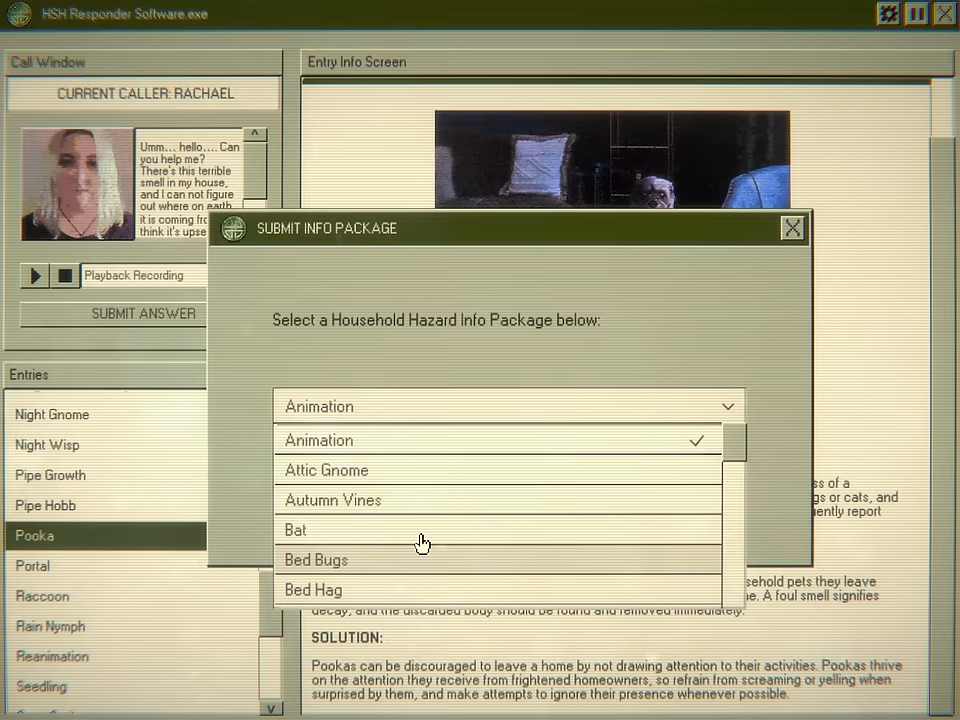 HSH Responder Software.exe
Call Window
CURRENT CALLER: RACHAEL
Umm... hello.... Can
you help me?
There's this terrible
smell in my house,
and I can not figure
out where on earth
it is coming fro
think it's upse
Playback Recording
SUBMIT ANSWER
Entries
Night Gnome
Night Wisp
Pipe Growth
Pipe Hobb
Pooka
Portal
Raccoon
Rain Nymph
Reanimation
Seedling
Entry Info Screen
SUBMIT INFO PACKAGE
Select a Household Hazard Info Package below:
Animation
Animation
Attic Gnome
Autumn Vines
Bat
Bed Bugs
Bed Hag
ss of a
gs or cats, and
uently report
sehold pets they leave
e. A foul smell signifies
decay, and the discarded body should be found and removed immediately.
SOLUTION:
Pookas can be discouraged to leave a home by not drawing attention to their activities. Pookas thrive
on the attention they receive from frightened homeowners, so refrain from screaming or yelling when
surprised by them, and make attempts to ignore their presence whenever possible.